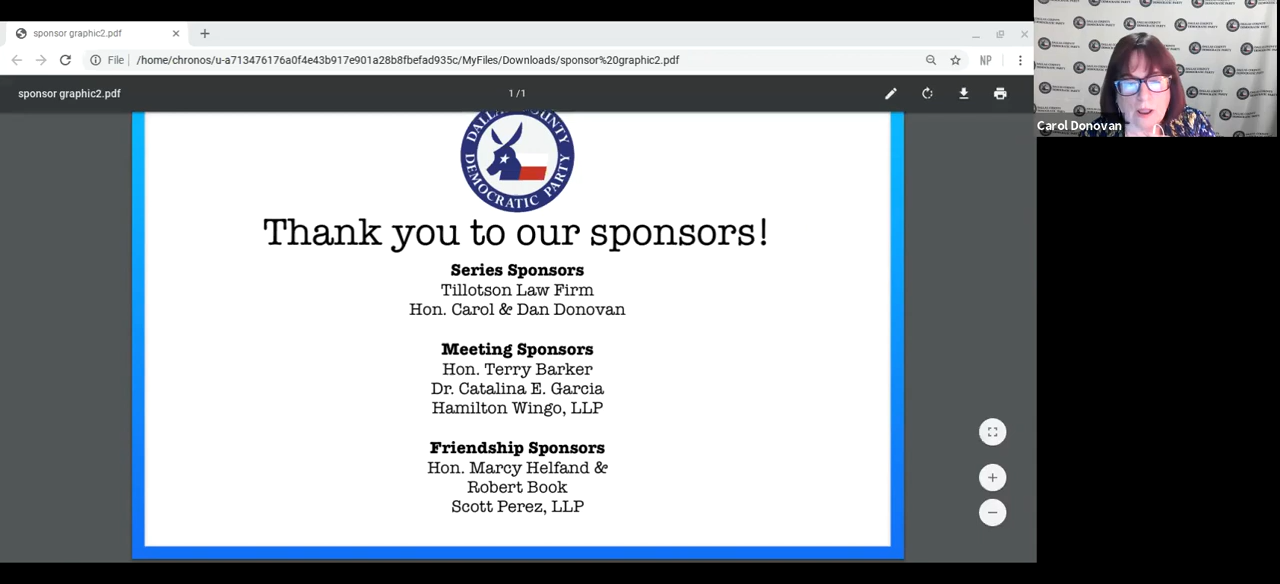 sponsor graphic2.pdf
File
/home/chronos/u-a713476176a0f4e43b917e901a28b8fbefad935c/MyFiles/Downloads/sponsor%20graphic2.pdf
NP
sponsor graphic2.pdf
1 / 1
DALLAS COUNTY
DEMOCRATIC PARTY
Thank you to our sponsors!
Series Sponsors
Tillotson Law Firm
Hon. Carol & Dan Donovan
Meeting Sponsors
Hon. Terry Barker
Dr. Catalina E. Garcia
Hamilton Wingo, LLP
Friendship Sponsors
Hon. Marcy Helfand &
Robert Book
Scott Perez, LLP
Carol Donovan